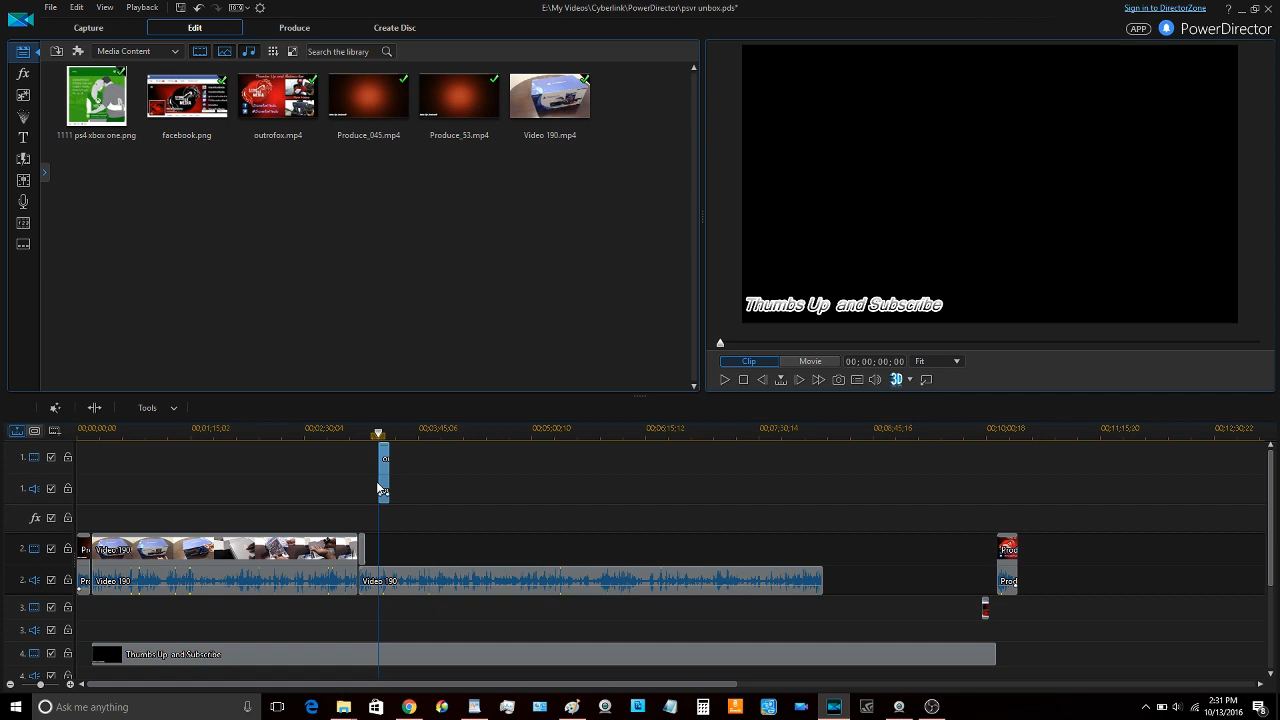 File Edit View Playback E:\My Videos\Cyberlink\PowerDirector\psvr unbox.pds* Sign in to DirectorZone
Capture Edit Produce Create Disc APP PowerDirector
Media Content Search the library
1111 ps4 xbox one.png facebook.png outrofox.mp4 Produce_045.mp4 Produce_53.mp4 Video 190.mp4
Thumbs Up and Subscribe
Clip Movie 00;00;00;00 Fit
3D
Tools
00;00;00;00 00;01;15;02 00;02;30;04 00;03;45;06 00;05;00;10 00;06;15;12 00;07;30;14 00;08;45;16 00;10;00;18 00;11;15;20 00;12;30;22
1.
1.
fx
2. Video 190 Prod
2. Video 190 Video 190 Prod
3.
3.
4. Thumbs Up and Subscribe
4.
Ask me anything 2:31 PM
10/13/2016